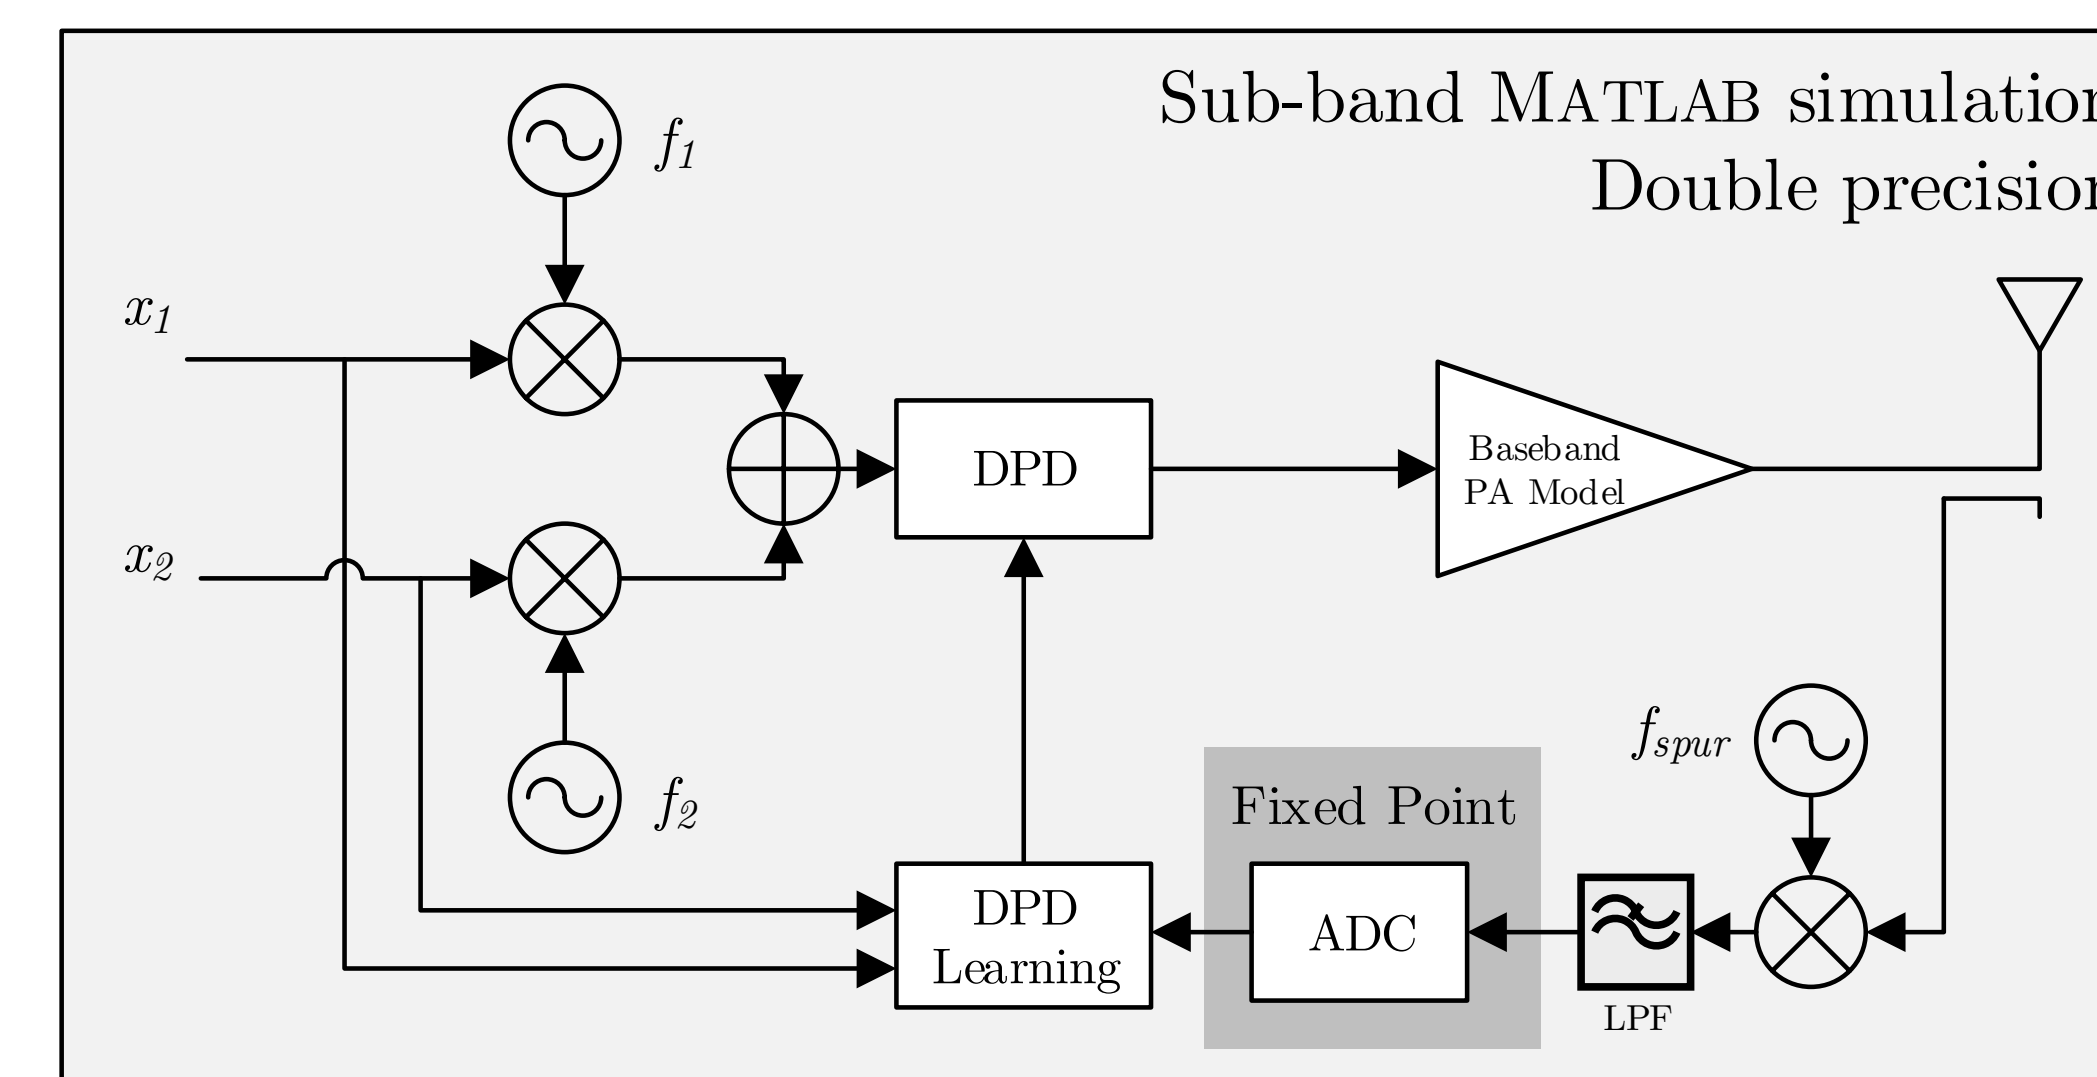 Sub-band MATLAB simulation
Double precision
f1
x1
Baseband
PA Model
DPD
x2
fspur
f2
Fixed Point
DPD
Learning
ADC
LPF